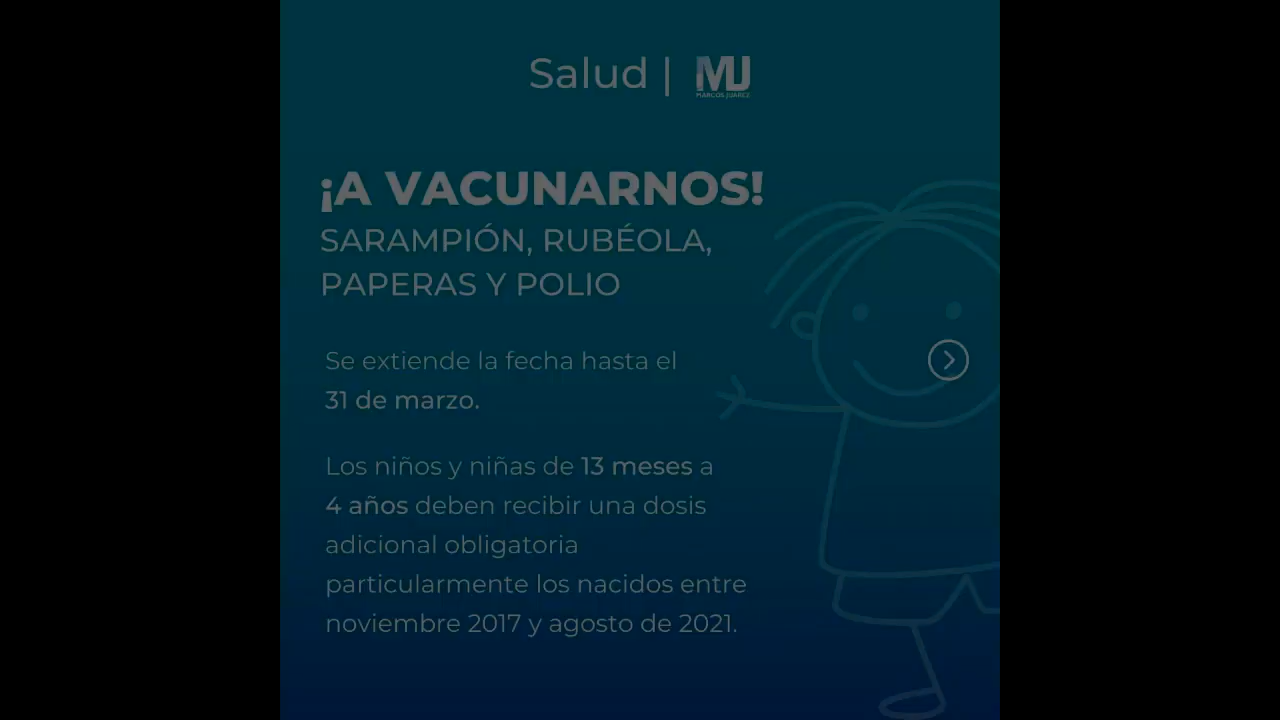 Salud | MJ
MARCOS JUÁREZ
¡A VACUNARNOS!
SARAMPIÓN, RUBÉOLA,
PAPERAS Y POLIO
Se extiende la fecha hasta el
31 de marzo.
Los niños y niñas de 13 meses a
4 años deben recibir una dosis
adicional obligatoria
particularmente los nacidos entre
noviembre 2017 y agosto de 2021.